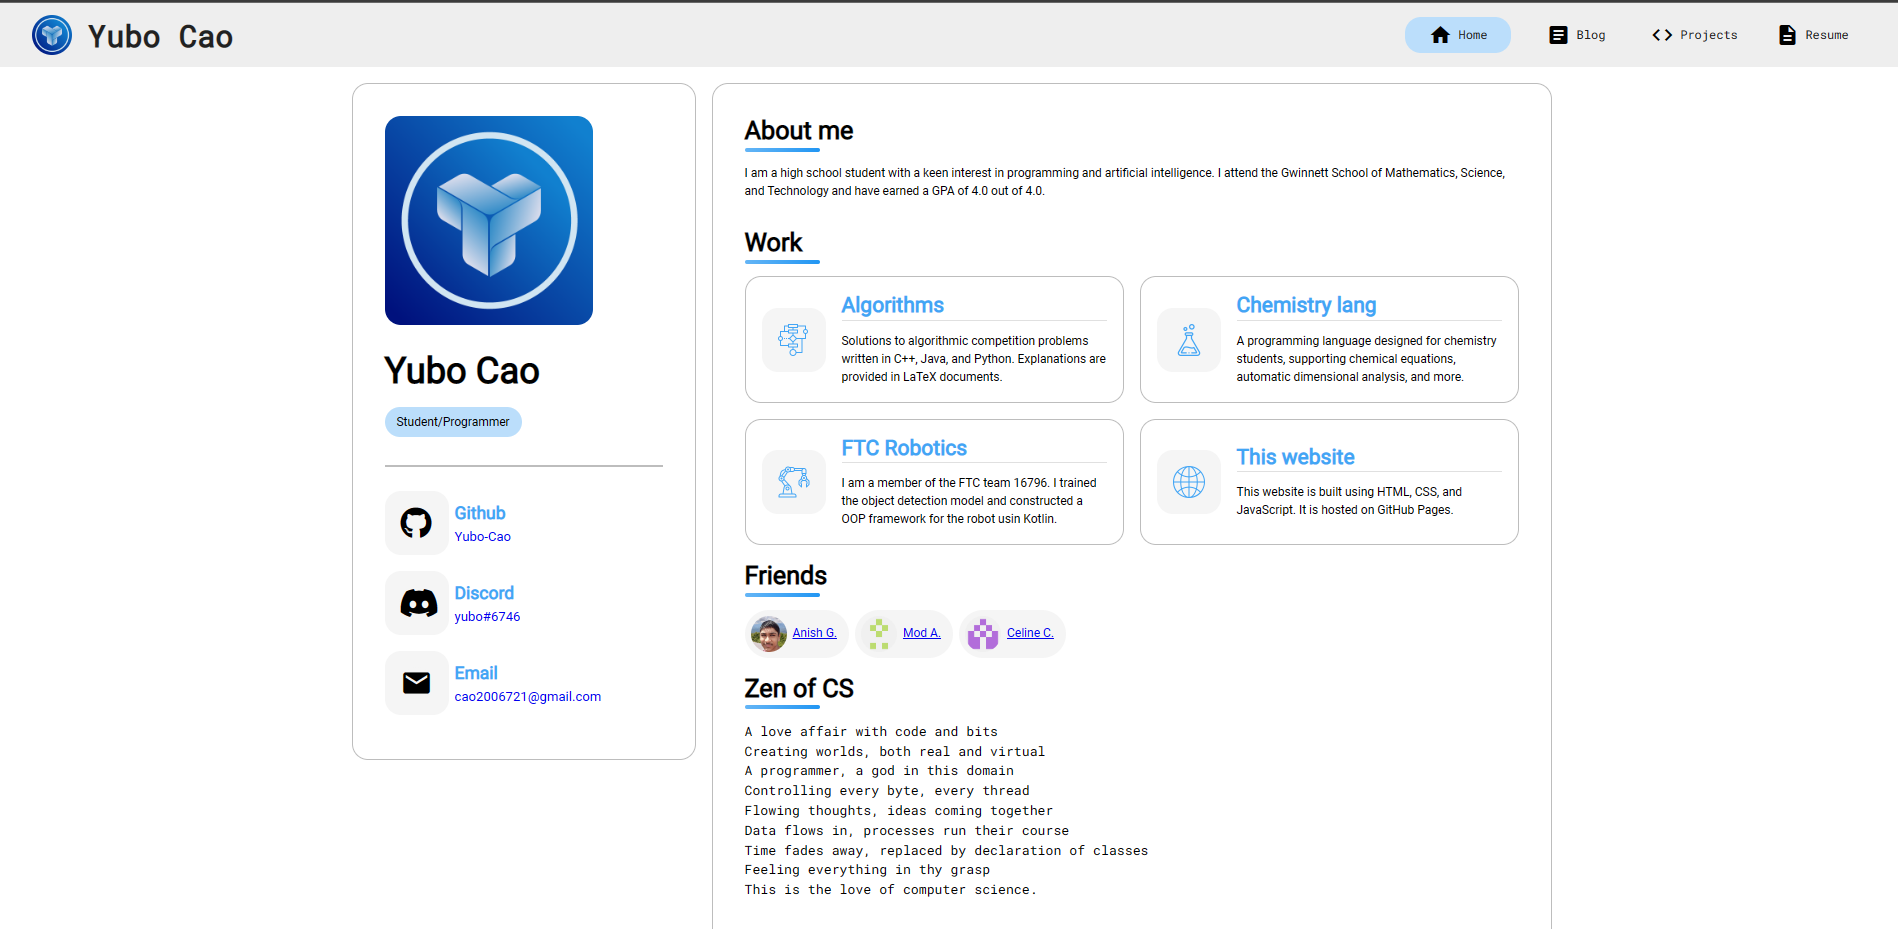 Yubo Cao
Home
Blog
Projects
Resume
Yubo Cao
Student/Programmer
Github
Yubo-Cao
Discord
yubo#6746
Email
cao2006721@gmail.com
About me
I am a high school student with a keen interest in programming and artificial intelligence. I attend the Gwinnett School of Mathematics, Science,
and Technology and have earned a GPA of 4.0 out of 4.0.
Work
Algorithms
Solutions to algorithmic competition problems
written in C++, Java, and Python. Explanations are
provided in LaTeX documents.
Chemistry lang
A programming language designed for chemistry
students, supporting chemical equations,
automatic dimensional analysis, and more.
FTC Robotics
I am a member of the FTC team 16796. I trained
the object detection model and constructed a
OOP framework for the robot usin Kotlin.
This website
This website is built using HTML, CSS, and
JavaScript. It is hosted on GitHub Pages.
Friends
Anish G.
Mod A.
Celine C.
Zen of CS
A love affair with code and bits
Creating worlds, both real and virtual
A programmer, a god in this domain
Controlling every byte, every thread
Flowing thoughts, ideas coming together
Data flows in, processes run their course
Time fades away, replaced by declaration of classes
Feeling everything in thy grasp
This is the love of computer science.